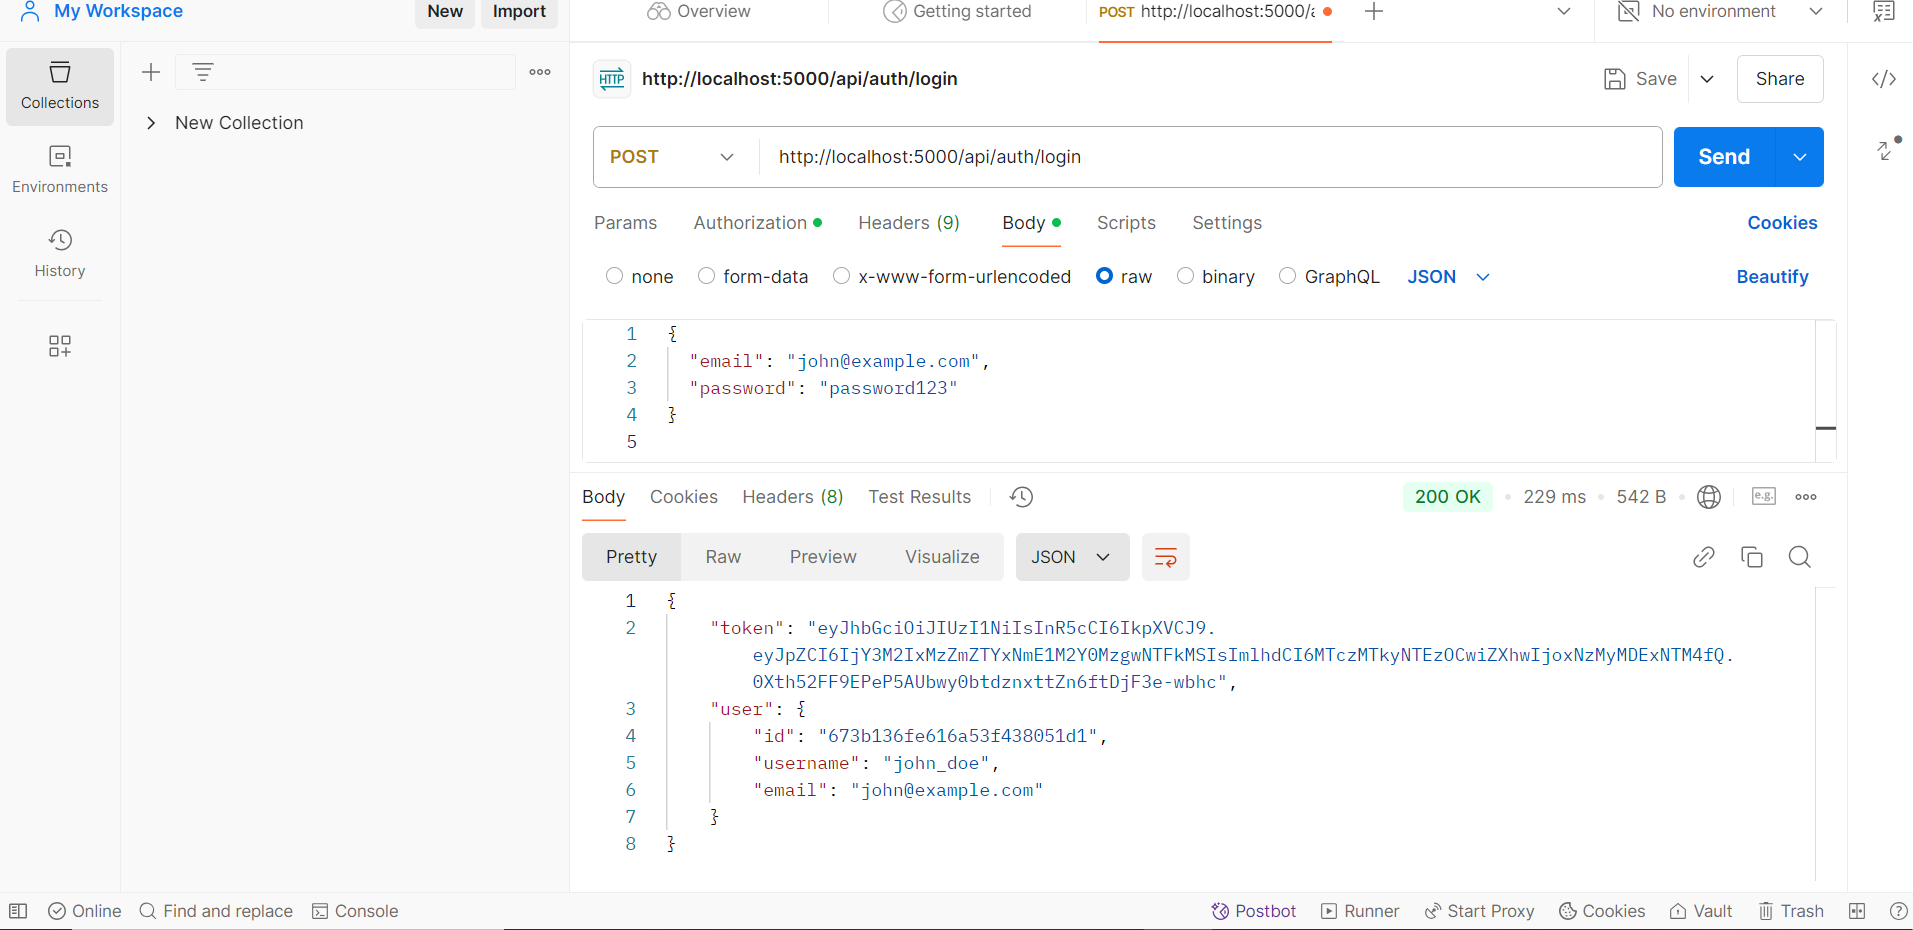 My Workspace
New
Import
Overview
Getting started
POST http://localhost:5000/a
No environment
Collections
Environments
History
New Collection
HTTP
http://localhost:5000/api/auth/login
Save
Share
POST
http://localhost:5000/api/auth/login
Send
Params
Authorization
Headers (9)
Body
Scripts
Settings
Cookies
none
form-data
x-www-form-urlencoded
raw
binary
GraphQL
JSON
Beautify
1 {
2 "email": "john@example.com",
3 "password": "password123"
4 }
5
Body
Cookies
Headers (8)
Test Results
200 OK
229 ms
542 B
e.g.
Pretty
Raw
Preview
Visualize
JSON
1 {
2 "token": "eyJhbGciOiJIUzI1NiIsInR5cCI6IkpXVCJ9.
eyJpZCI6IjY3M2IxMzZmZTYxNmE1M2Y0MzgwNTFkMSIsImlhdCI6MTczMTkyNTEzOCwiZXhwIjoxNzMyMDExNTM4fQ.
0Xth52FF9EPeP5AUbwy0btdznxttZn6ftDjF3e-wbhc",
3 "user": {
4 "id": "673b136fe616a53f438051d1",
5 "username": "john_doe",
6 "email": "john@example.com"
7 }
8 }
Online
Find and replace
Console
Postbot
Runner
Start Proxy
Cookies
Vault
Trash